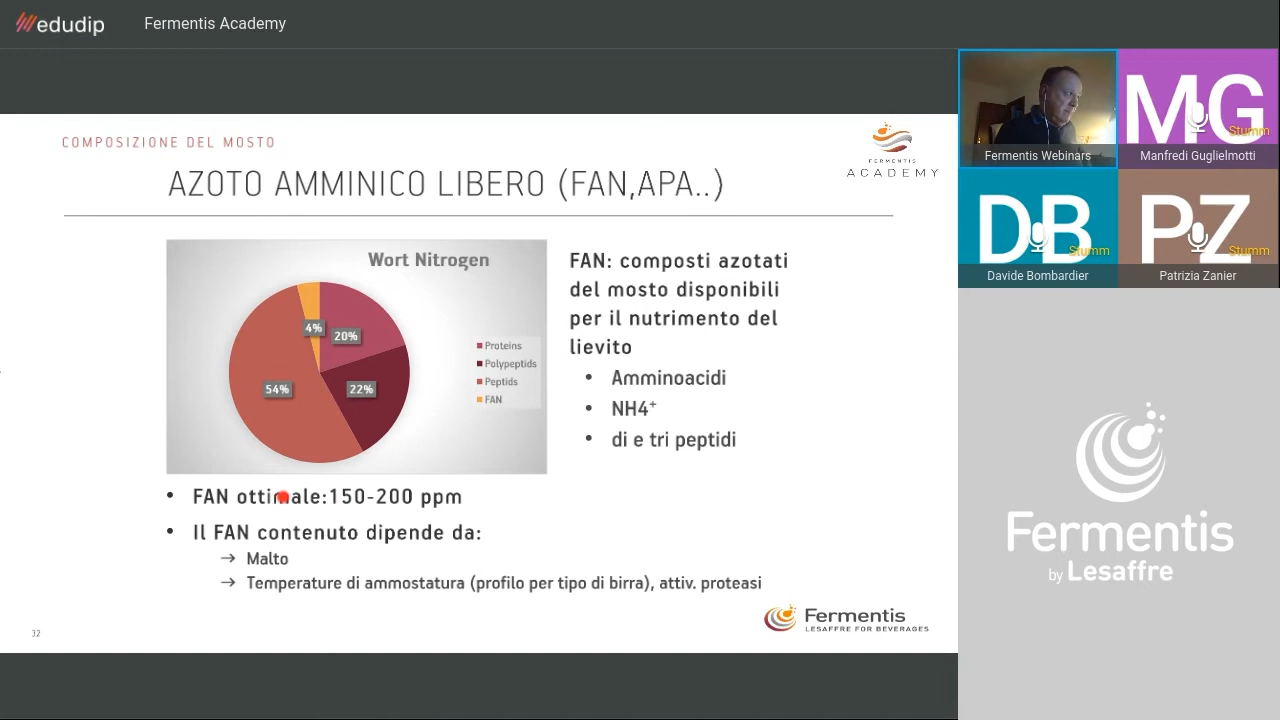 edudip
Fermentis Academy
COMPOSIZIONE DEL MOSTO
FERMENTIS
ACADEMY
AZOTO AMMINICO LIBERO (FAN,APA..)
Wort Nitrogen
4%
20%
54%
22%
Proteins
Polypeptids
Peptids
FAN
FAN: composti azotati
del mosto disponibili
per il nutrimento del
lievito
• Amminoacidi
• NH4⁺
• di e tri peptidi
• FAN ottimale:150-200 ppm
• Il FAN contenuto dipende da:
→ Malto
→ Temperature di ammostatura (profilo per tipo di birra), attiv. proteasi
32
Fermentis
LESAFFRE FOR BEVERAGES
Fermentis Webinars
MG
Stumm
Manfredi Guglielmotti
DB
Stumm
Davide Bombardier
PZ
Stumm
Patrizia Zanier
Fermentis
by Lesaffre